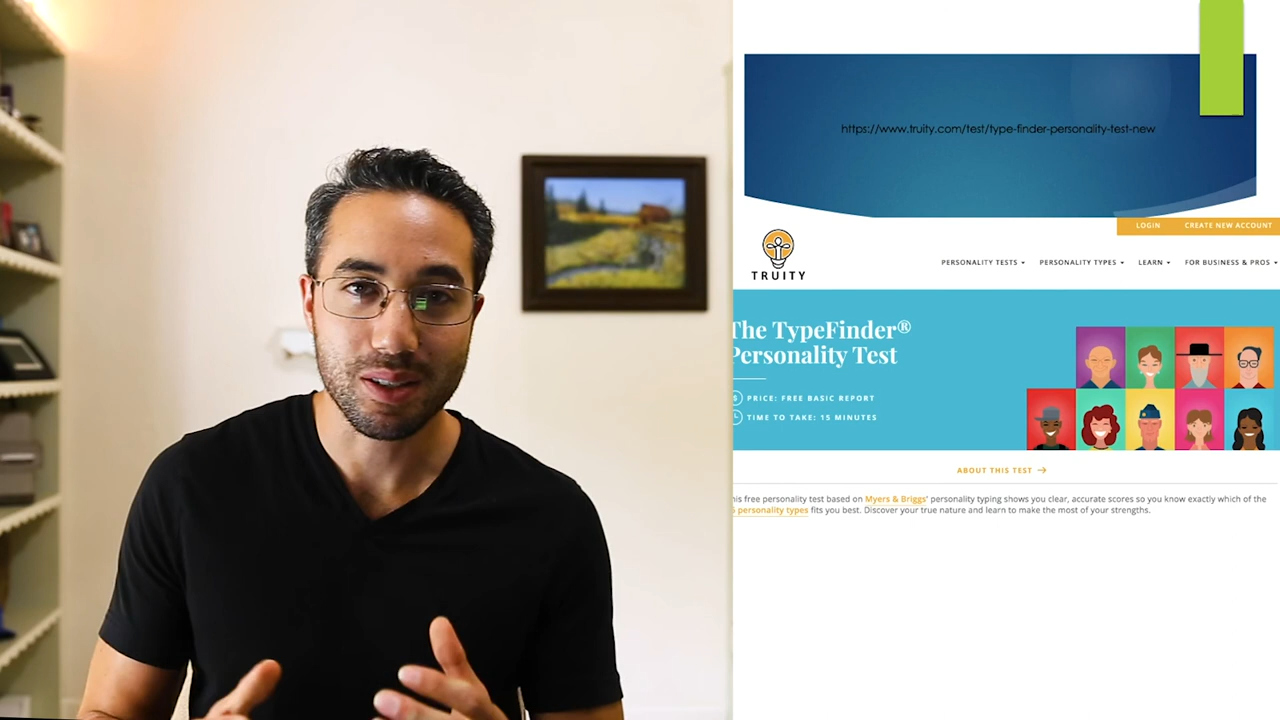 https://www.truity.com/test/type-finder-personality-test-new
LOGIN CREATE NEW ACCOUNT
TRUITY
PERSONALITY TESTS PERSONALITY TYPES LEARN FOR BUSINESS & PROS
The TypeFinder®
Personality Test
$ PRICE: FREE BASIC REPORT
TIME TO TAKE: 15 MINUTES
ABOUT THIS TEST →
his free personality test based on Myers & Briggs' personality typing shows you clear, accurate scores so you know exactly which of the
6 personality types fits you best. Discover your true nature and learn to make the most of your strengths.